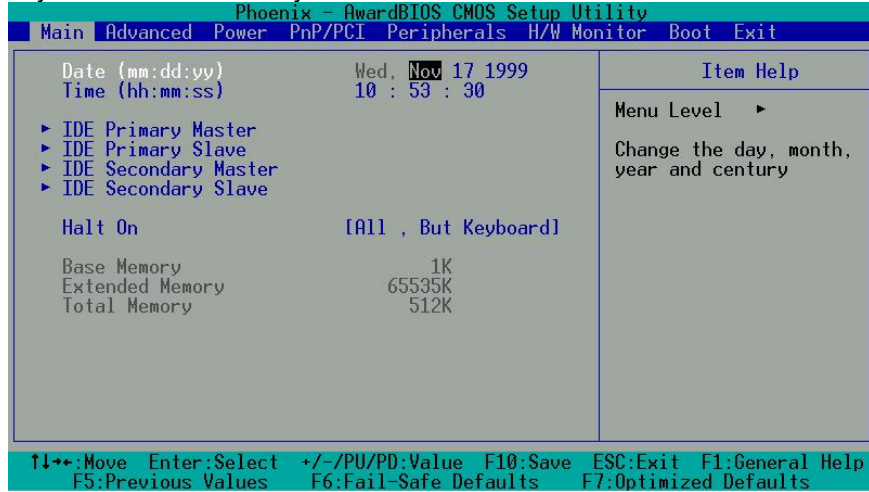 Phoenix - AwardBIOS CMOS Setup Utility
Main Advanced Power PnP/PCI Peripherals H/W Monitor Boot Exit
Date (mm:dd:yy) Wed, Nov 17 1999
Time (hh:mm:ss) 10 : 53 : 30
► IDE Primary Master
► IDE Primary Slave
► IDE Secondary Master
► IDE Secondary Slave
Halt On [All , But Keyboard]
Base Memory 1K
Extended Memory 65535K
Total Memory 512K
Item Help
Menu Level ►
Change the day, month,
year and century
↑↓→←:Move Enter:Select +/-/PU/PD:Value F10:Save ESC:Exit F1:General Help
F5:Previous Values F6:Fail-Safe Defaults F7:Optimized Defaults